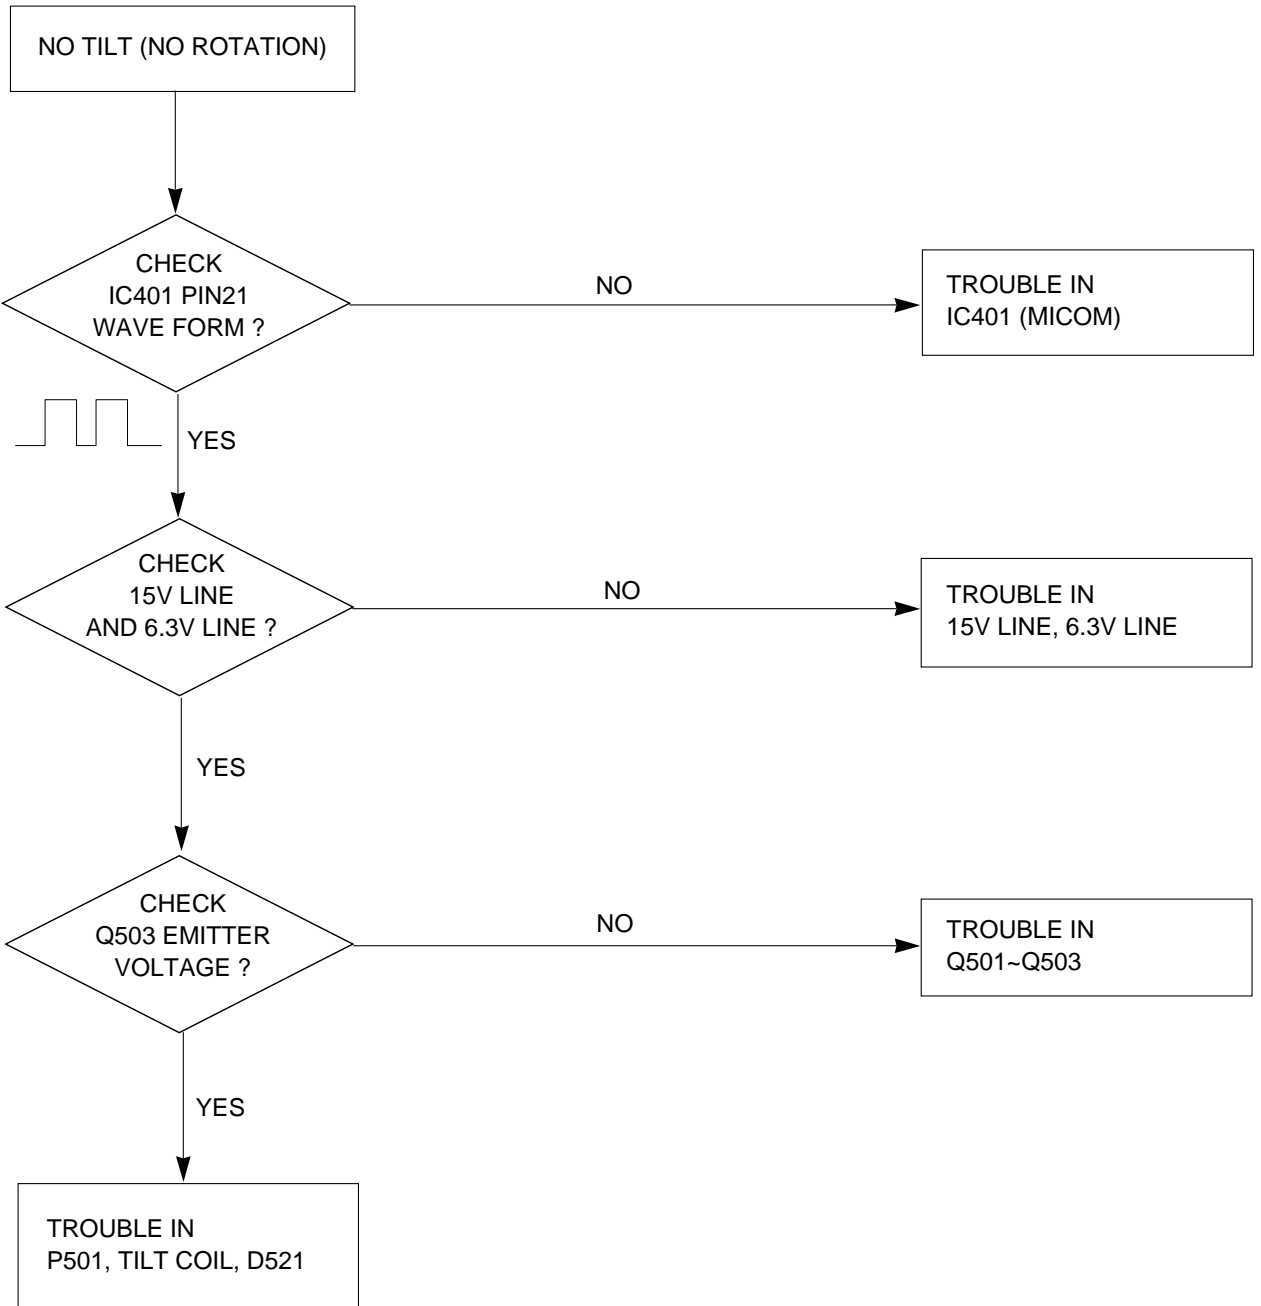 NO TILT (NO ROTATION)
CHECK
IC401 PIN21
WAVE FORM ?
NO
TROUBLE IN
IC401 (MICOM)
YES
CHECK
15V LINE
AND 6.3V LINE ?
NO
TROUBLE IN
15V LINE, 6.3V LINE
YES
CHECK
Q503 EMITTER
VOLTAGE ?
NO
TROUBLE IN
Q501~Q503
YES
TROUBLE IN
P501, TILT COIL, D521